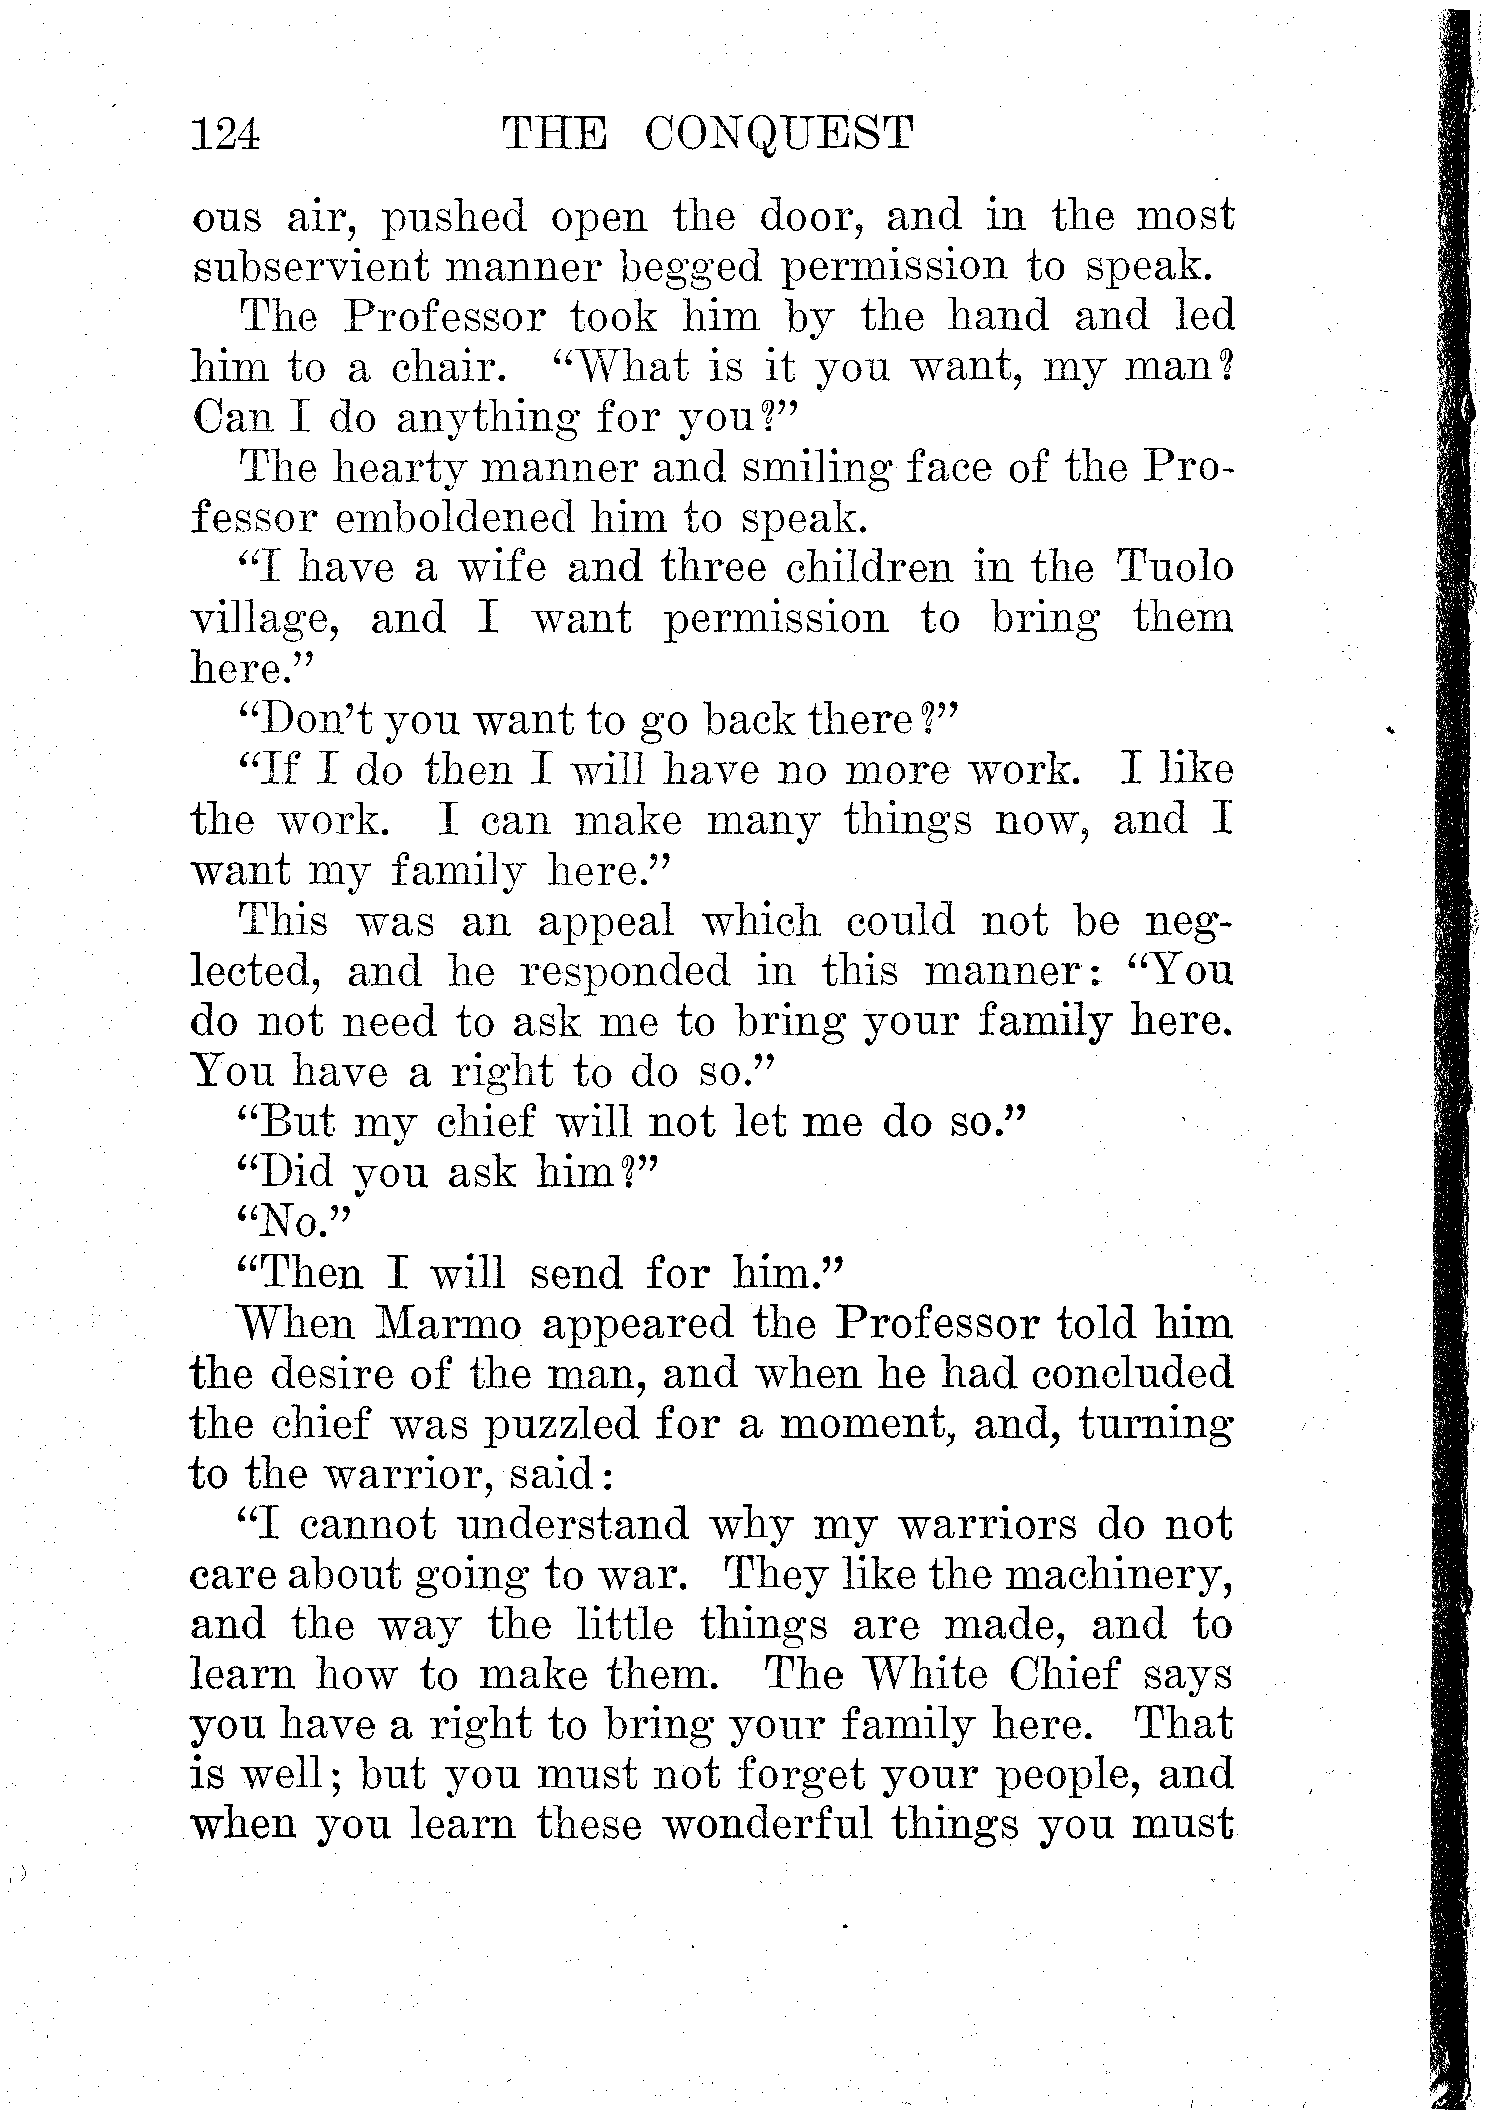 124 THE CONQUEST
ous air, pushed open the door, and in the most
subservient manner begged permission to speak.
The Professor took him by the hand and led
him to a chair. “What is it you want, my man?
Can I do anything for you?”
The hearty manner and smiling face of the Pro-
fessor emboldened him to speak.
“I have a wife and three children in the Tuolo
village, and I want permission to bring them
here.”
“Don’t you want to go back there?”
“If I do then I will have no more work. I like
the work. I can make many things now, and I
want my family here.”
This was an appeal which could not be neg-
lected, and he responded in this manner: “You
do not need to ask me to bring your family here.
You have a right to do so.”
“But my chief will not let me do so.”
“Did you ask him?”
“No.”
“Then I will send for him.”
When Marmo appeared the Professor told him
the desire of the man, and when he had concluded
the chief was puzzled for a moment, and, turning
to the warrior, said:
“I cannot understand why my warriors do not
care about going to war. They like the machinery,
and the way the little things are made, and to
learn how to make them. The White Chief says
you have a right to bring your family here. That
is well; but you must not forget your people, and
when you learn these wonderful things you must